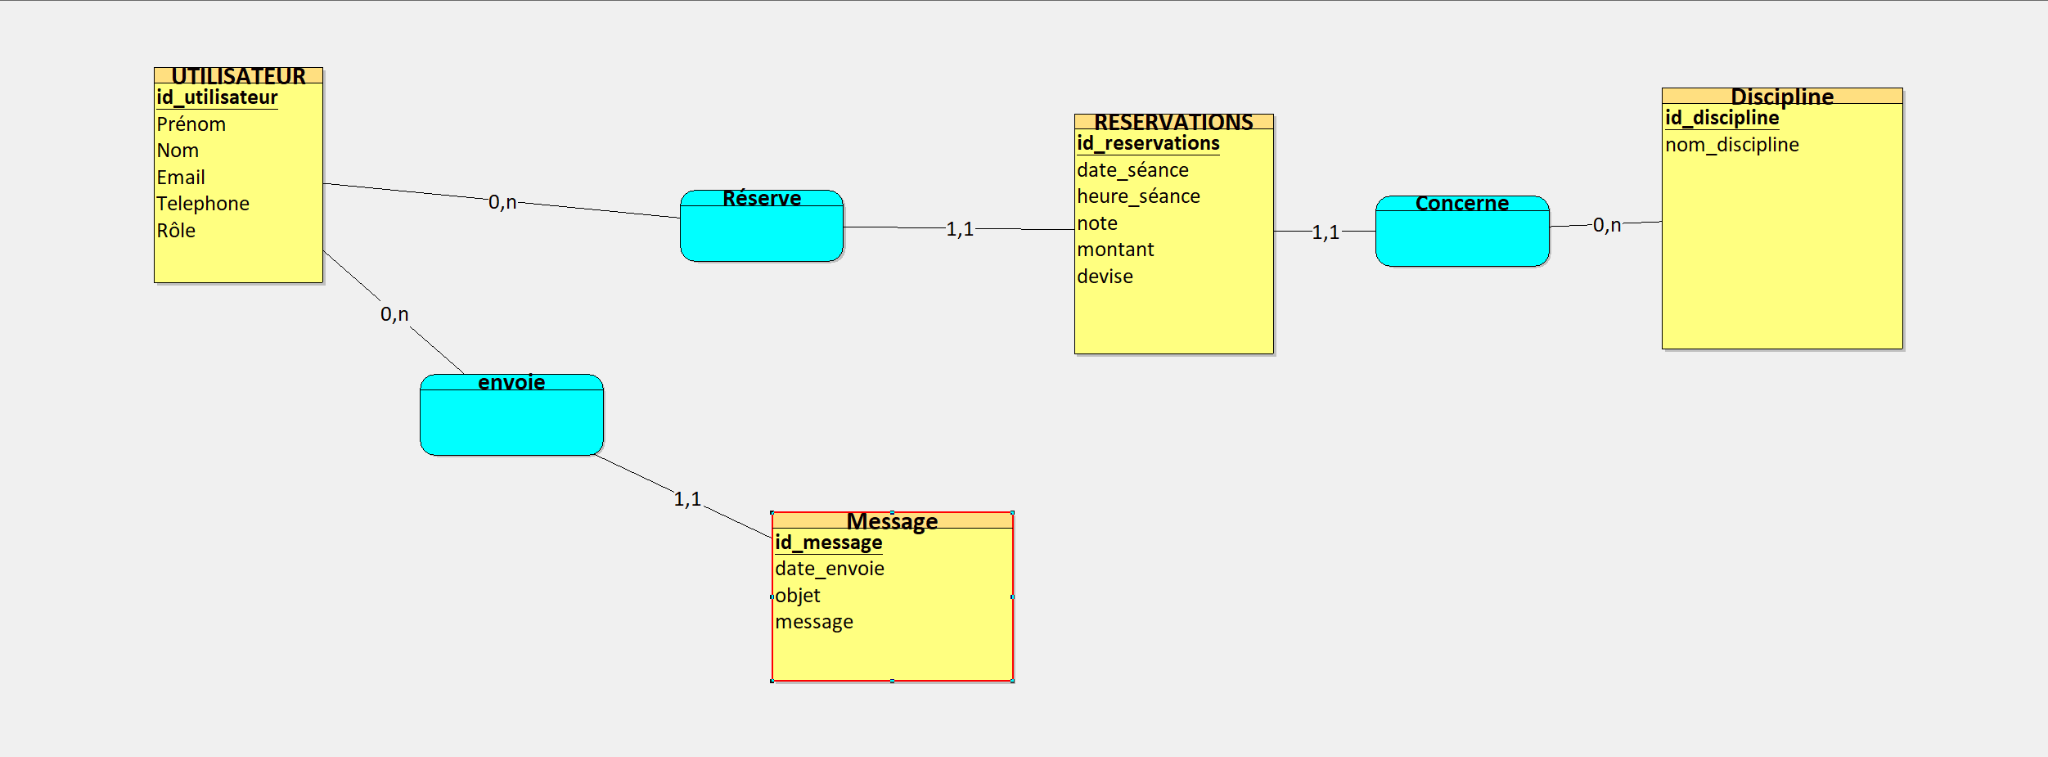 UTILISATEUR
id_utilisateur
Prénom
Nom
Email
Telephone
Rôle
0,n
Réserve
1,1
RESERVATIONS
id_reservations
date_séance
heure_séance
note
montant
devise
1,1
Concerne
0,n
Discipline
id_discipline
nom_discipline
0,n
envoie
1,1
Message
id_message
date_envoie
objet
message